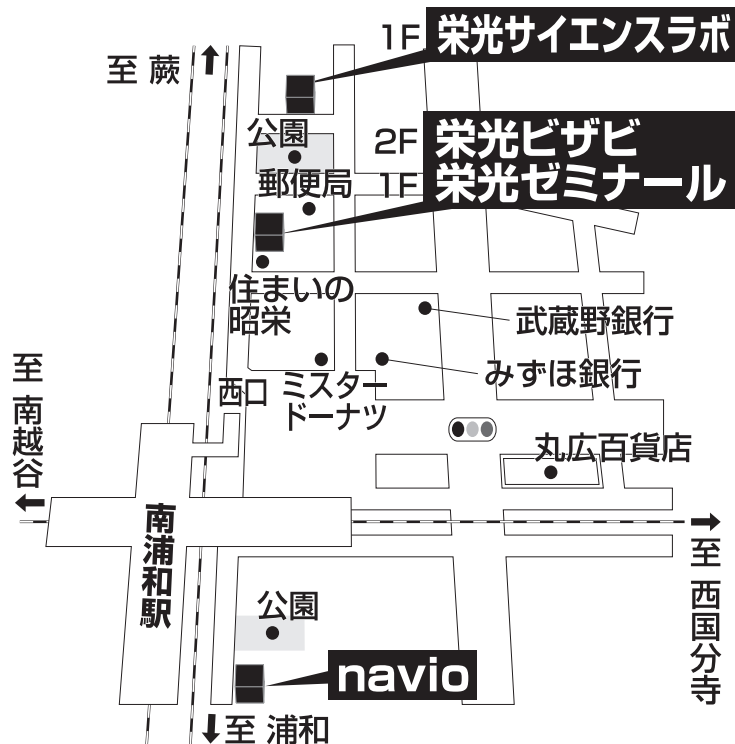 1F 栄光サイエンスラボ
至 蕨
公園
2F 栄光ビザビ
郵便局
1F 栄光ゼミナール
住まいの
昭栄
武蔵野銀行
みずほ銀行
西口
ミスター
ドーナツ
至 南越谷
丸広百貨店
南浦和駅
至 西国分寺
公園
navio
至 浦和